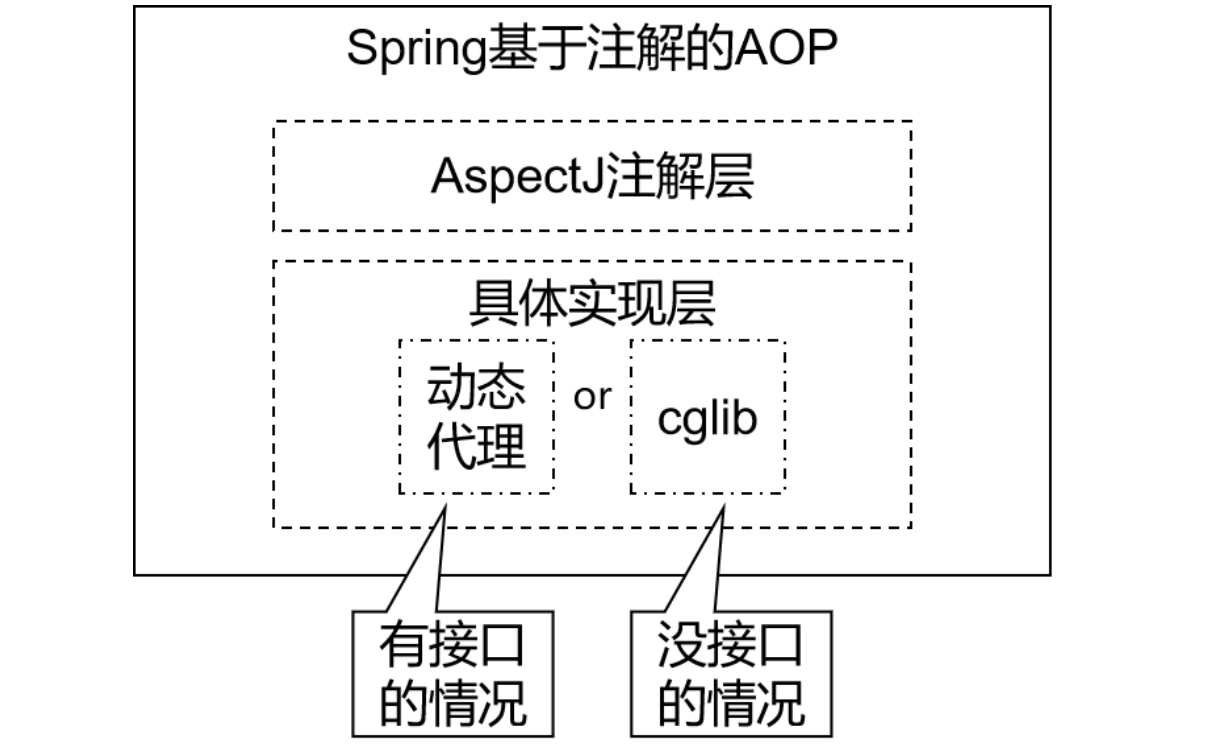 Spring基于注解的AOP
AspectJ注解层
具体实现层
动态
代理
or
cglib
有接口
的情况
没接口
的情况